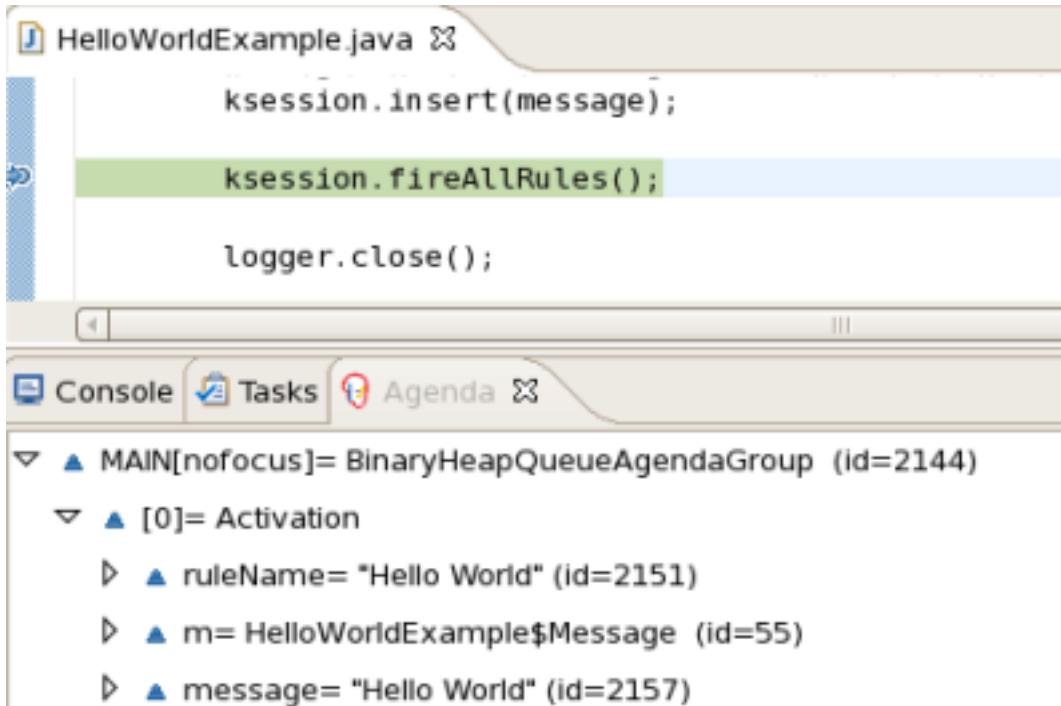 HelloWorldExample.java
ksession.insert(message);
ksession.fireAllRules();
logger.close();
Console Tasks Agenda
MAIN[nofocus]= BinaryHeapQueueAgendaGroup (id=2144)
[0]= Activation
ruleName= "Hello World" (id=2151)
m= HelloWorldExample$Message (id=55)
message= "Hello World" (id=2157)